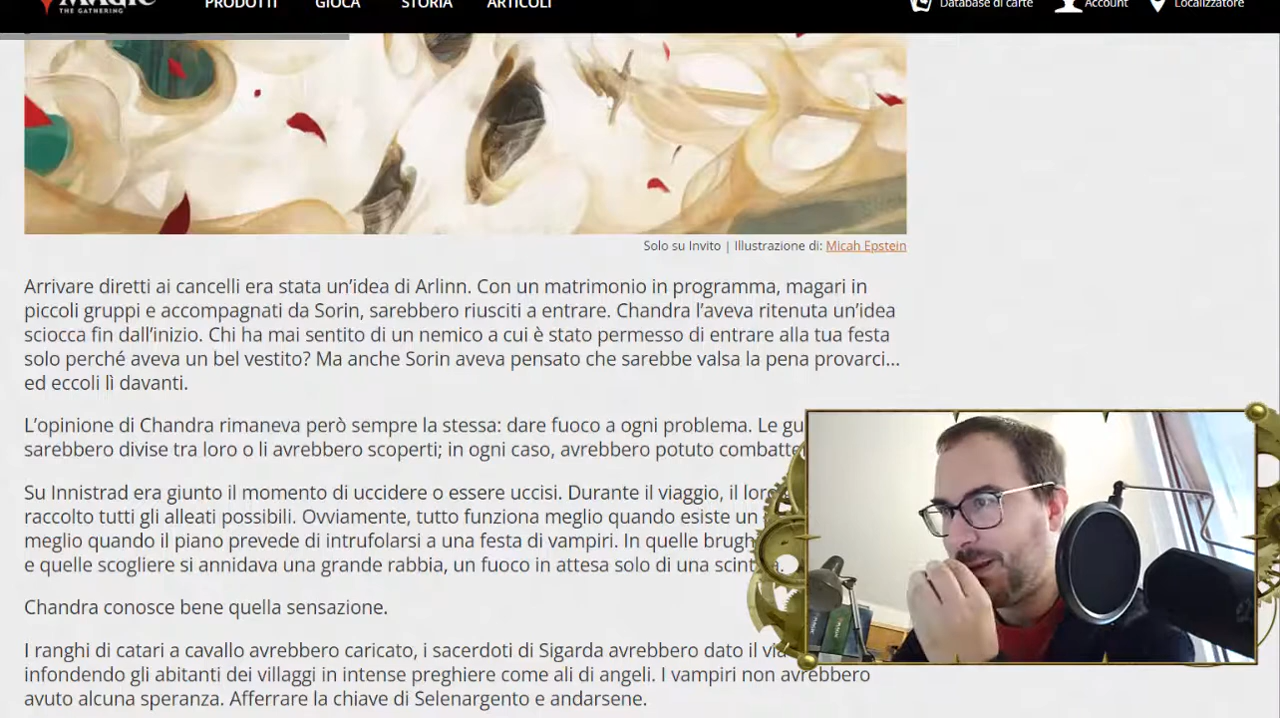 MAGIC
THE GATHERING
PRODOTTI GIOCA STORIA ARTICOLI Database di carte Account Localizzatore
Solo su Invito | Illustrazione di: Micah Epstein
Arrivare diretti ai cancelli era stata un'idea di Arlinn. Con un matrimonio in programma, magari in
piccoli gruppi e accompagnati da Sorin, sarebbero riusciti a entrare. Chandra l'aveva ritenuta un'idea
sciocca fin dall'inizio. Chi ha mai sentito di un nemico a cui è stato permesso di entrare alla tua festa
solo perché aveva un bel vestito? Ma anche Sorin aveva pensato che sarebbe valsa la pena provarci…
ed eccoli lì davanti.
L'opinione di Chandra rimaneva però sempre la stessa: dare fuoco a ogni problema. Le gu
sarebbero divise tra loro o li avrebbero scoperti; in ogni caso, avrebbero potuto combatte
Su Innistrad era giunto il momento di uccidere o essere uccisi. Durante il viaggio, il lor
raccolto tutti gli alleati possibili. Ovviamente, tutto funziona meglio quando esiste un
meglio quando il piano prevede di intrufolarsi a una festa di vampiri. In quelle brugh
e quelle scogliere si annidava una grande rabbia, un fuoco in attesa solo di una scintilla.
Chandra conosce bene quella sensazione.
I ranghi di catari a cavallo avrebbero caricato, i sacerdoti di Sigarda avrebbero dato il via
infondendo gli abitanti dei villaggi in intense preghiere come ali di angeli. I vampiri non avrebbero
avuto alcuna speranza. Afferrare la chiave di Selenargento e andarsene.